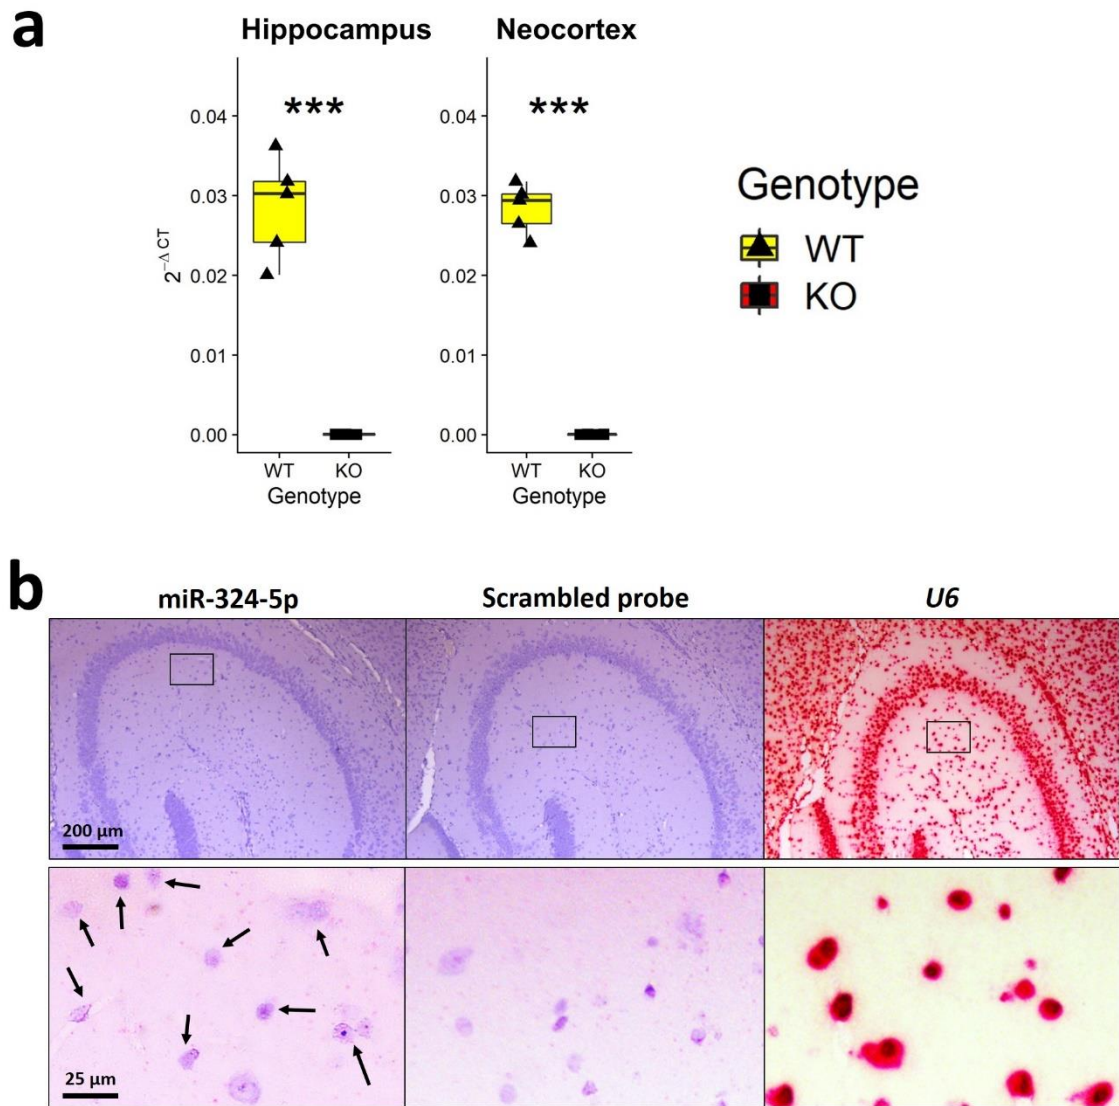 a
Hippocampus
Neocortex
***
***
0.04
0.03
0.02
0.01
0.00
2^-Δ CT
WT KO
Genotype
0.04
0.03
0.02
0.01
0.00
WT KO
Genotype
Genotype
WT
KO
b
miR-324-5p
Scrambled probe
U6
200 µm
25 µm